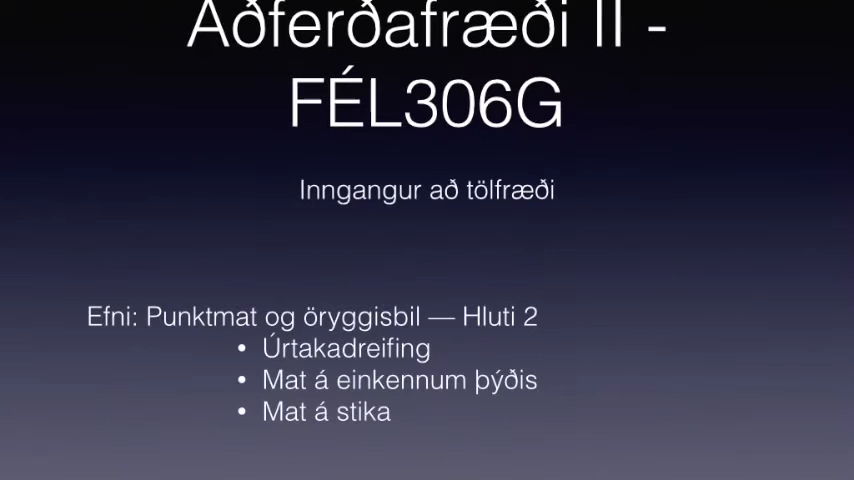 Aðferðafræði II -
FÉL306G
Inngangur að tölfræði
Efni: Punktmat og öryggisbil — Hluti 2
• Úrtakadreifing
• Mat á einkennum þýðis
• Mat á stika